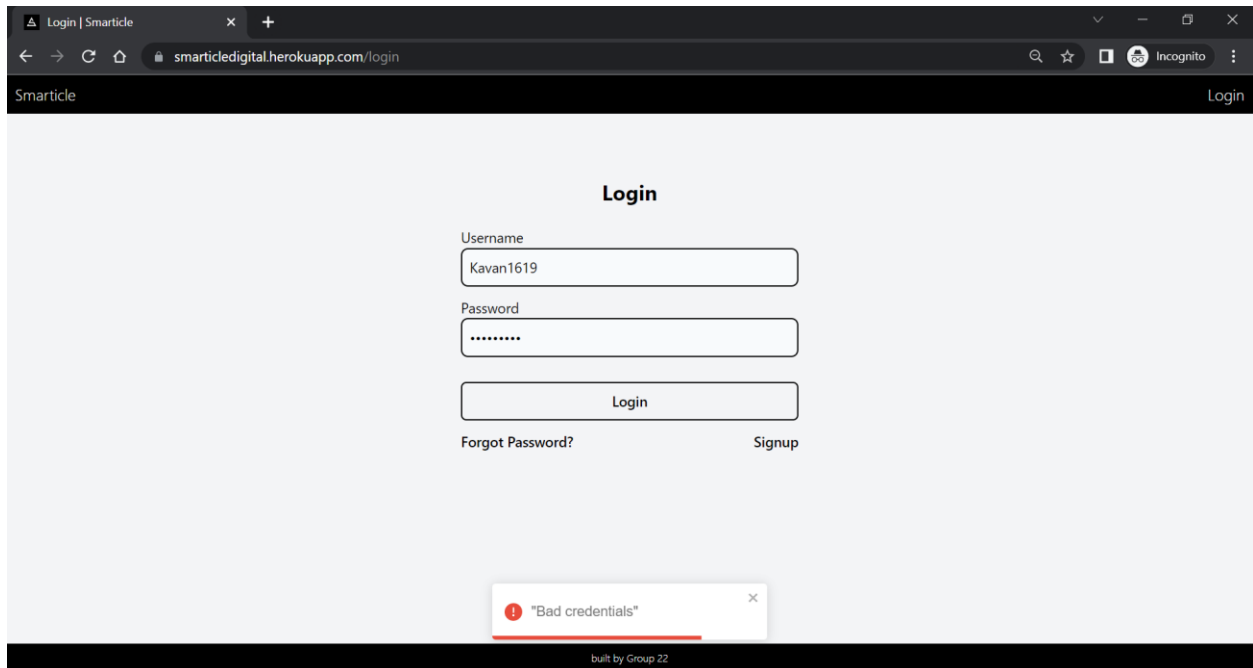 Login | Smarticle
smarticledigital.herokuapp.com/login
Incognito
Smarticle
Login
Login
Username
Kavan1619
Password
•••••••••
Login
Forgot Password?
Signup
"Bad credentials"
built by Group 22